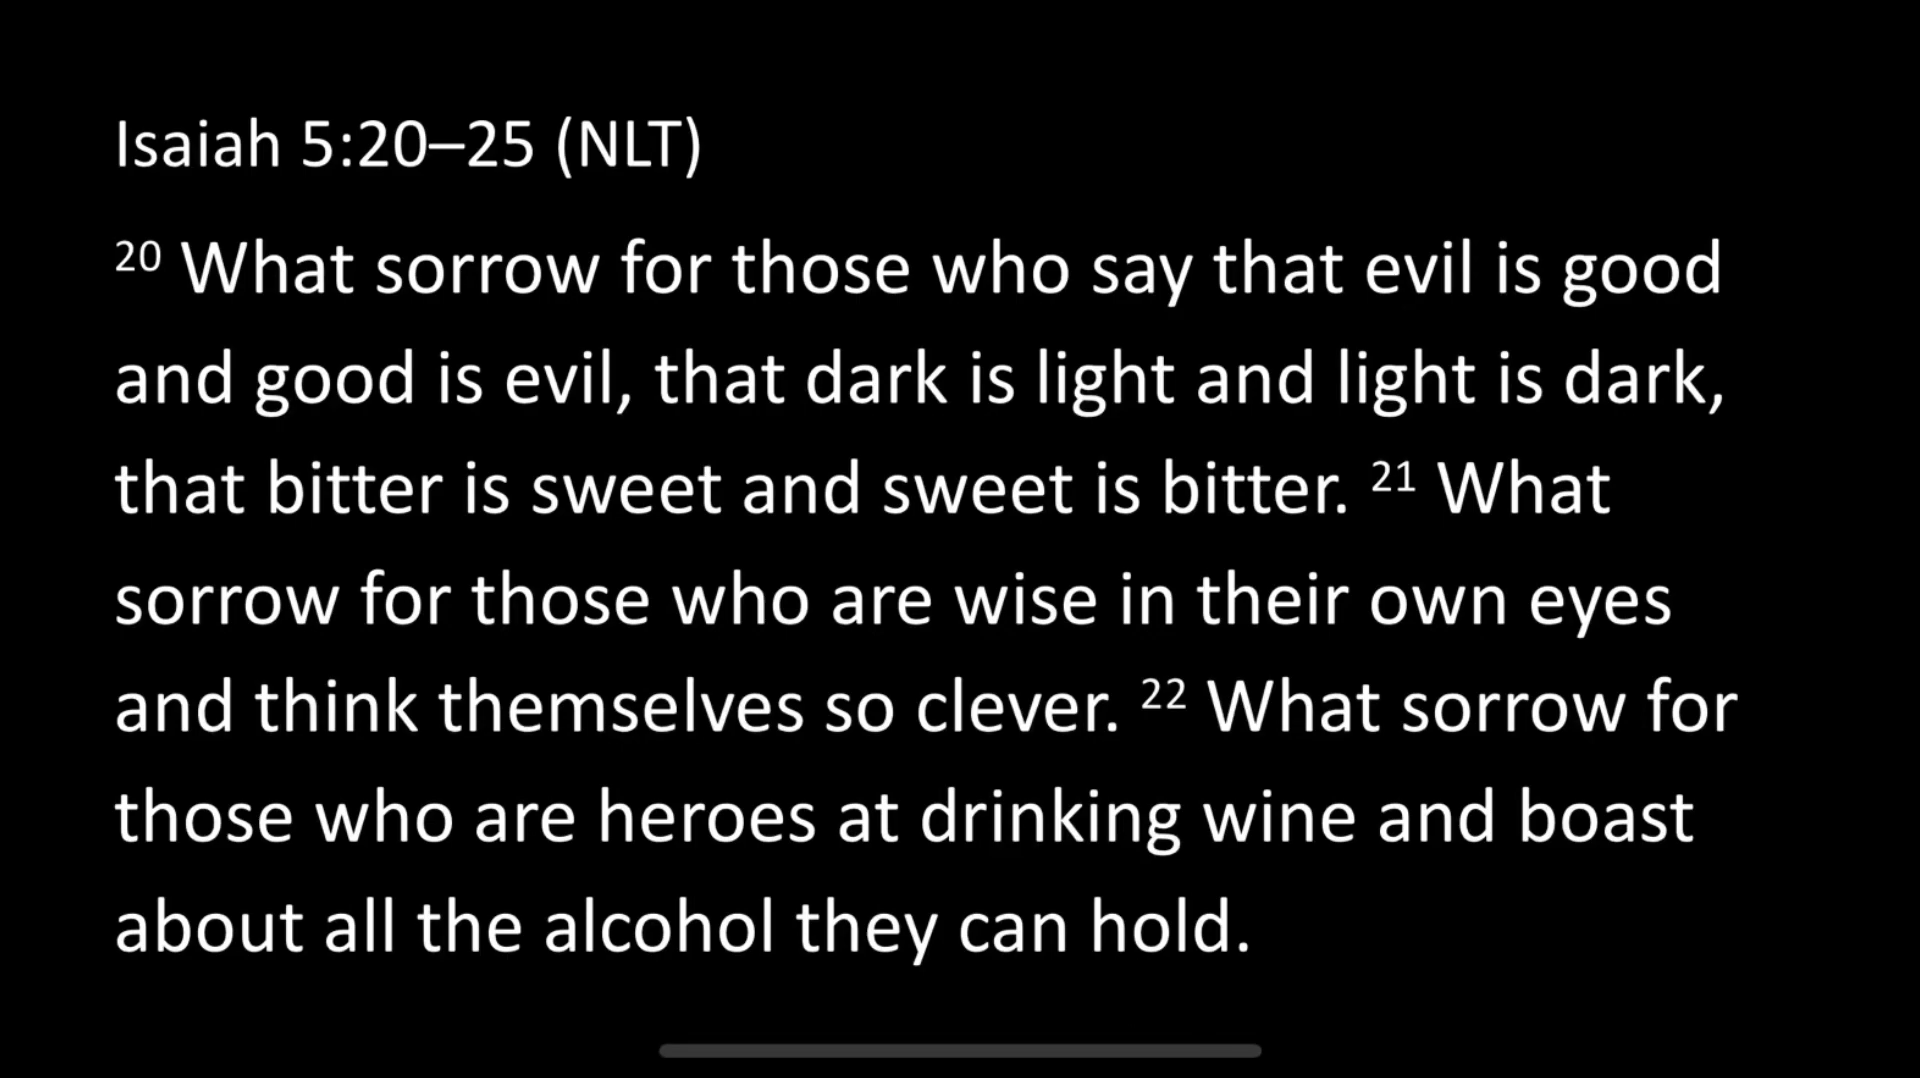 Isaiah 5:20–25 (NLT)
20 What sorrow for those who say that evil is good
and good is evil, that dark is light and light is dark,
that bitter is sweet and sweet is bitter. 21 What
sorrow for those who are wise in their own eyes
and think themselves so clever. 22 What sorrow for
those who are heroes at drinking wine and boast
about all the alcohol they can hold.